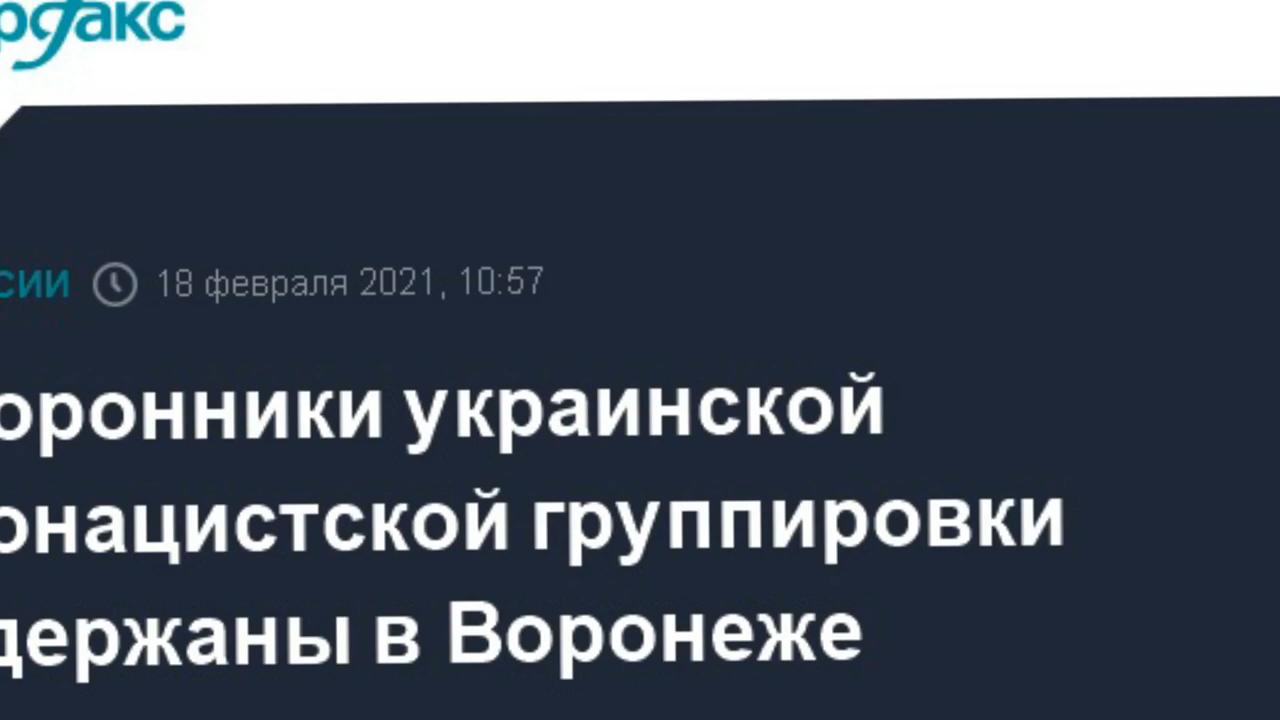 рфакс
сии 18 февраля 2021, 10:57
оронники украинской
онацистской группировки
держаны в Воронеже